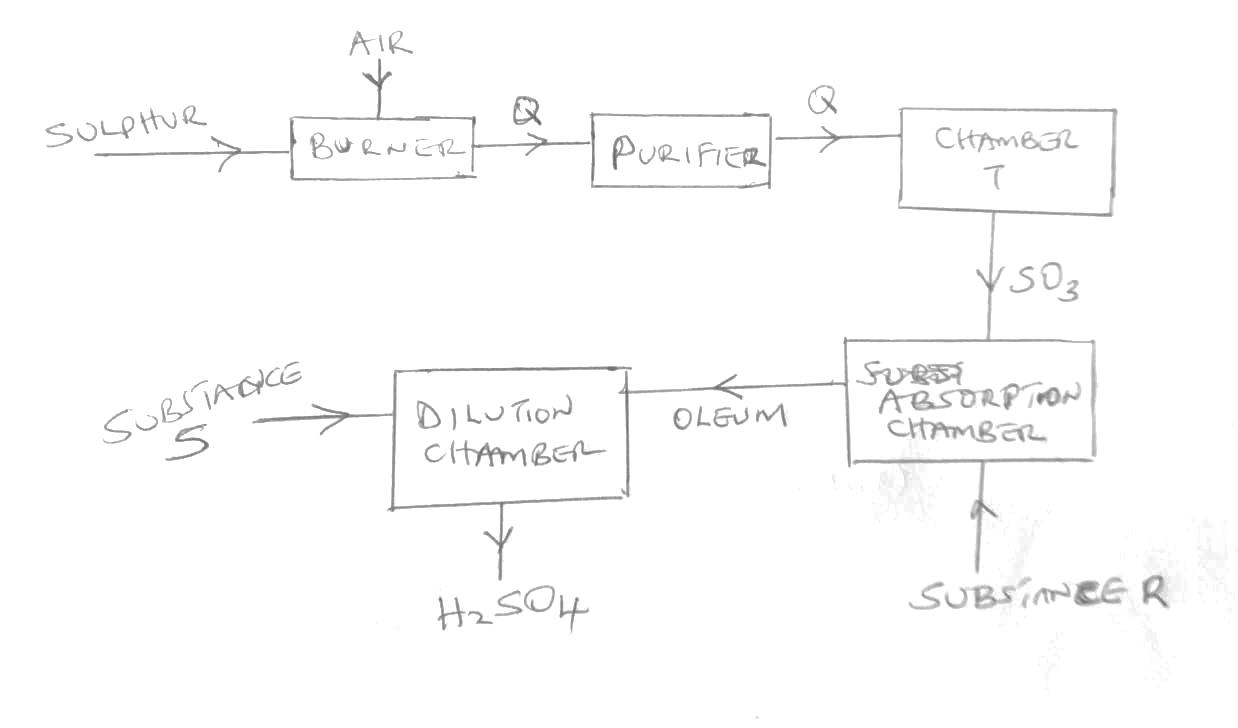 AIR
SULPHUR
BURNER
Q
PURIFIER
Q
CHAMBER
T
SO3
ABSORPTION
CHAMBER
OLEUM
SUBSTANCE
S
DILUTION
CHAMBER
SUBSTANCE R
H2SO4